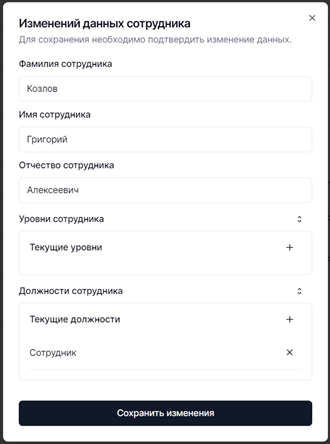 Изменений данных сотрудника
Для сохранения необходимо подтвердить изменение данных.
Фамилия сотрудника
Козлов
Имя сотрудника
Григорий
Отчество сотрудника
Алексеевич
Уровни сотрудника
Текущие уровни
Должности сотрудника
Текущие должности
Сотрудник
Сохранить изменения